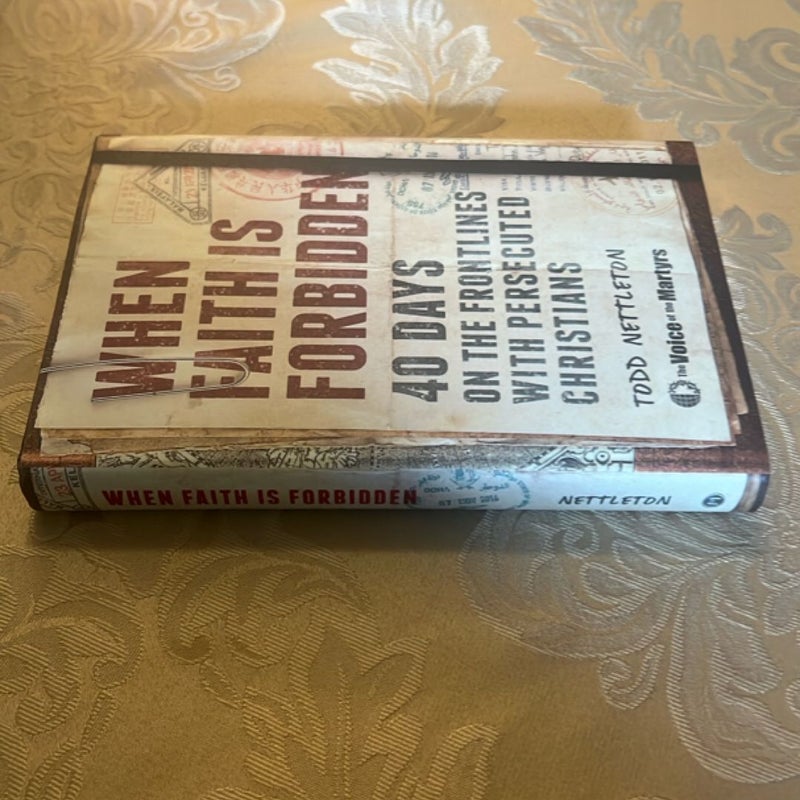 WHEN
FAITH IS
FORBIDDEN
40 DAYS
ON THE FRONTLINES
WITH PERSECUTED
CHRISTIANS
TODD NETTLETON
The Voice of the Martyrs
WHEN FAITH IS FORBIDDEN
NETTLETON